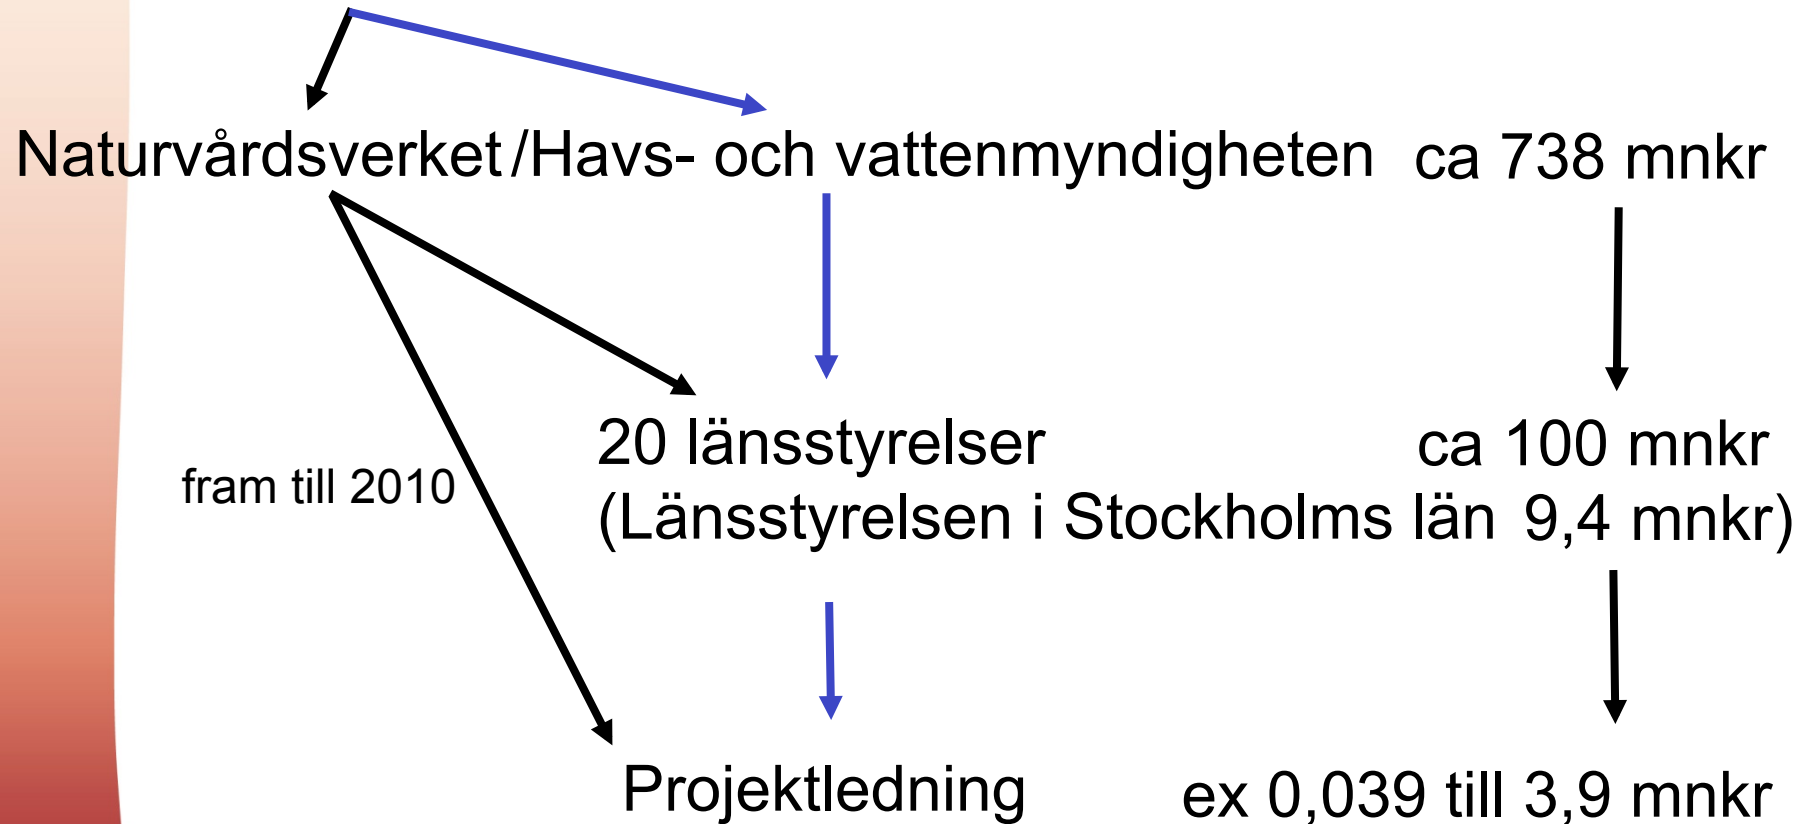 Naturvårdsverket/Havs- och vattenmyndigheten ca 738 mnkr
20 länsstyrelser ca 100 mnkr
fram till 2010
(Länsstyrelsen i Stockholms län 9,4 mnkr)
Projektledning ex 0,039 till 3,9 mnkr